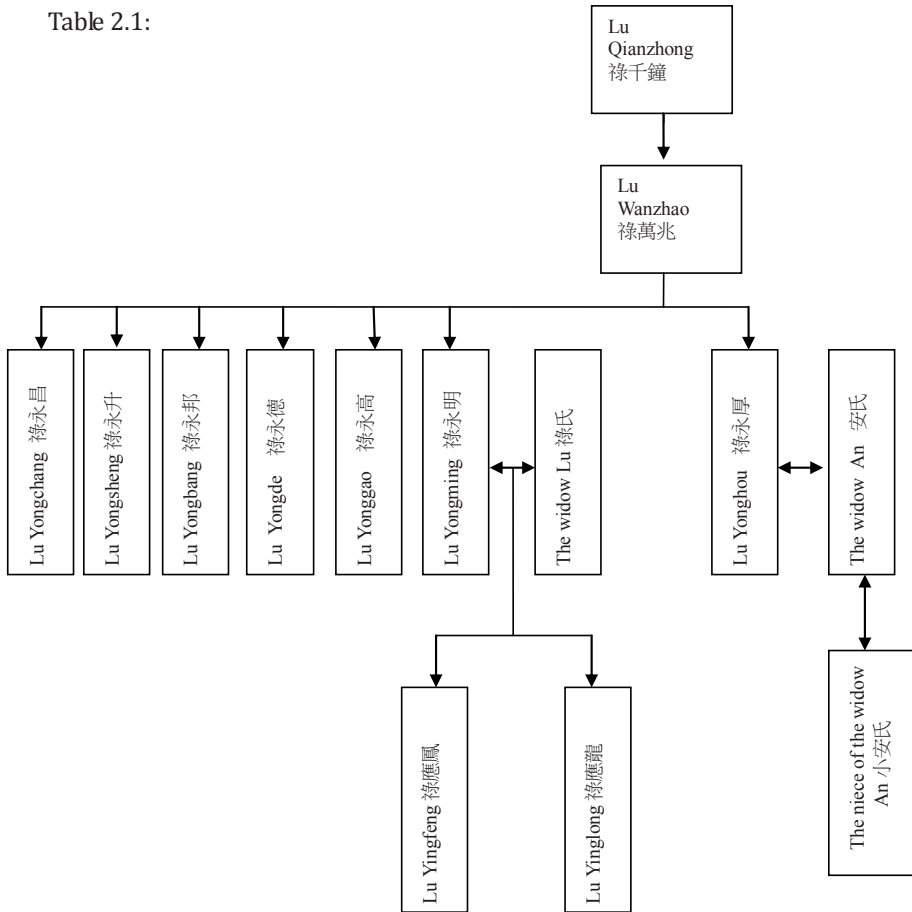 Table 2.1:
Lu
Qianzhong
祿千鐘
Lu
Wanzhao
祿萬兆
Lu Yongchang 祿永昌
Lu Yongsheng 祿永升
Lu Yongbang 祿永邦
Lu Yongde 祿永德
Lu Yonggao 祿永高
Lu Yongming 祿永明
The widow Lu 祿氏
Lu Yonghou 祿永厚
The widow An 安氏
Lu Yingfeng 祿應鳳
Lu Yinglong 祿應龍
The niece of the widow
An 小安氏